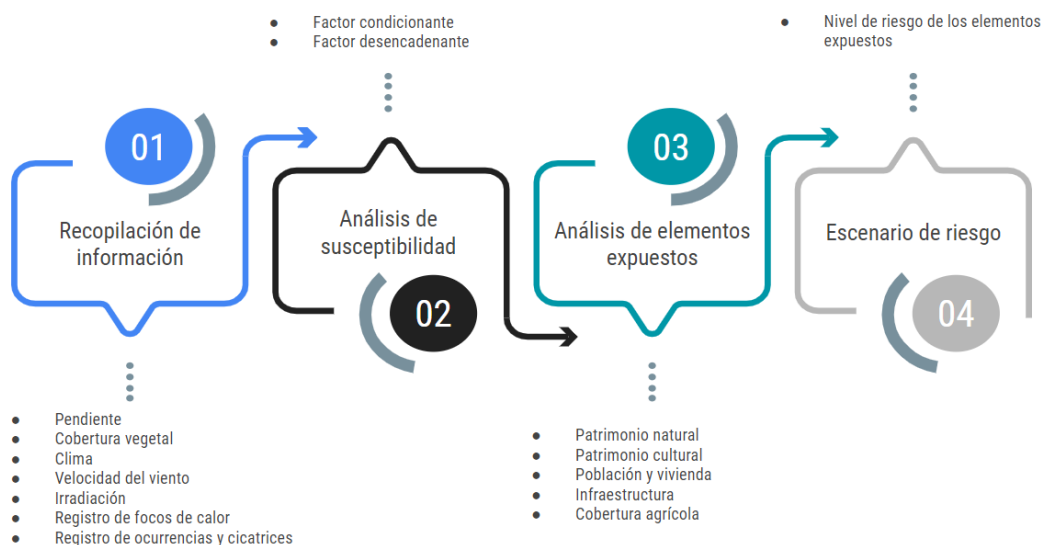 01
Recopilación de
información
● Pendiente
● Cobertura vegetal
● Clima
● Velocidad del viento
● Irradiación
● Registro de focos de calor
● Registro de ocurrencias y cicatrices
● Factor condicionante
● Factor desencadenante
Análisis de
susceptibilidad
02
03
Análisis de elementos
expuestos
● Patrimonio natural
● Patrimonio cultural
● Población y vivienda
● Infraestructura
● Cobertura agrícola
● Nivel de riesgo de los elementos
expuestos
Escenario de riesgo
04